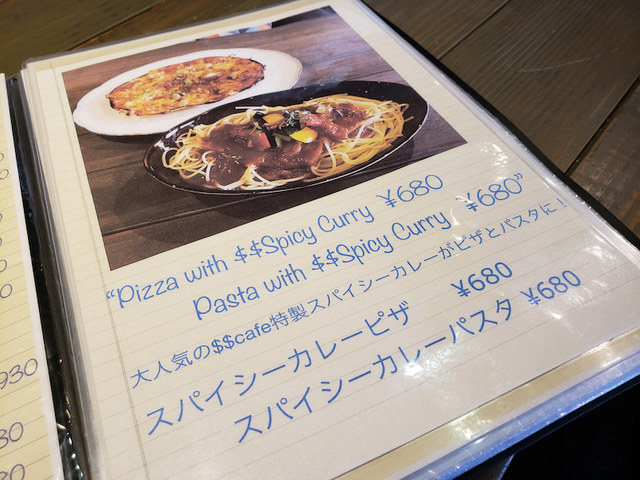 “Pizza with $$Spicy Curry ¥680
Pasta with $$Spicy Curry ¥680”
大人気の$$cafe特製スパイシーカレーがピザとパスタに！
スパイシーカレーピザ ¥680
スパイシーカレーパスタ ¥680
930